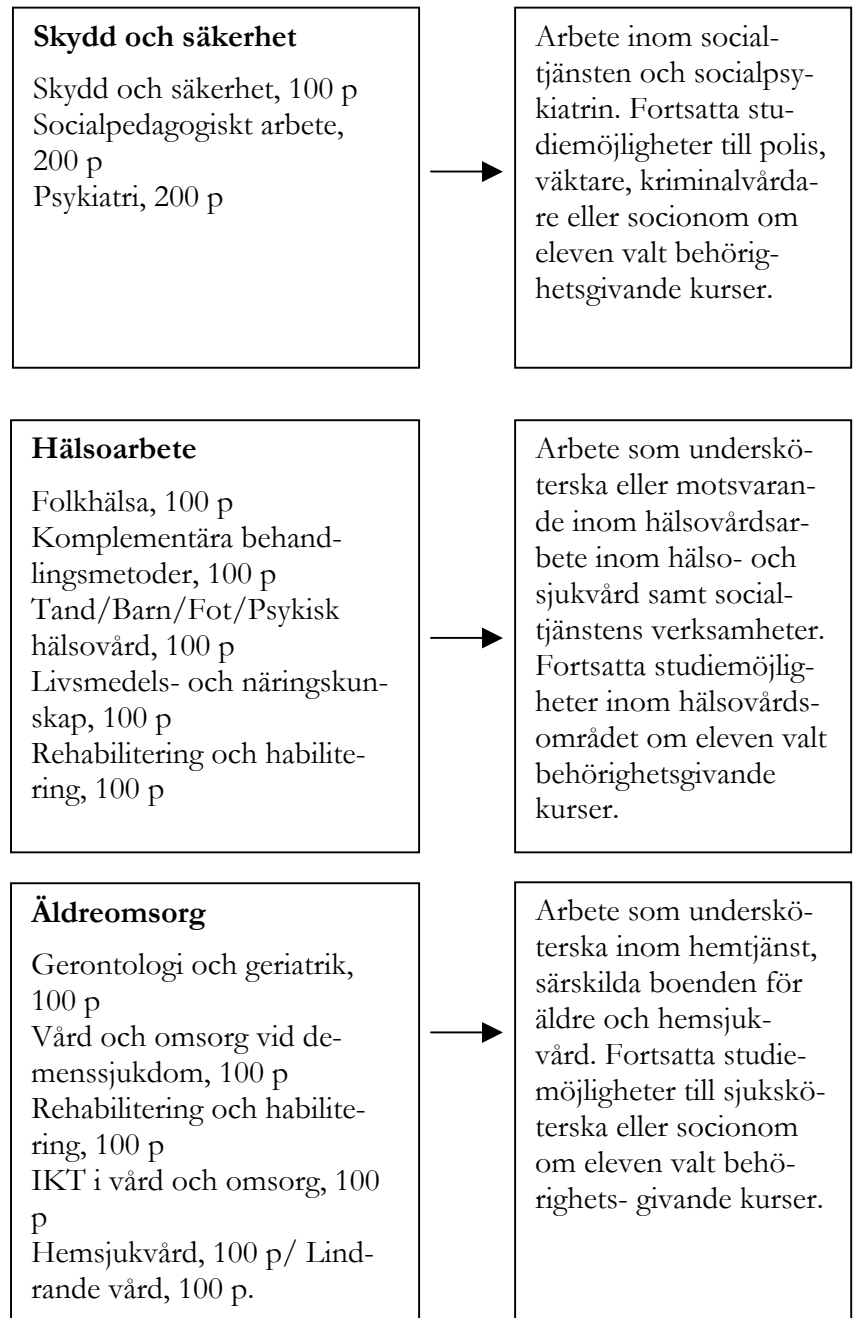 Skydd och säkerhet
Skydd och säkerhet, 100 p
Socialpedagogiskt arbete,
200 p
Psykiatri, 200 p
Arbete inom social-
tjänsten och socialpsy-
kiatrin. Fortsatta stu-
diemöjligheter till polis,
väktare, kriminalvårda-
re eller socionom om
eleven valt behörig-
hetsgivande kurser.
Hälsoarbete
Folkhälsa, 100 p
Komplementära behand-
lingsmetoder, 100 p
Tand/Barn/Fot/Psykisk
hälsovård, 100 p
Livsmedels- och näringskun-
skap, 100 p
Rehabilitering och habilite-
ring, 100 p
Arbete som underskö-
terska eller motsvaran-
de inom hälsovårdsar-
bete inom hälso- och
sjukvård samt social-
tjänstens verksamheter.
Fortsatta studiemöjlig-
heter inom hälsovårds-
området om eleven valt
behörighetsgivande
kurser.
Äldreomsorg
Gerontologi och geriatrik,
100 p
Vård och omsorg vid de-
menssjukdom, 100 p
Rehabilitering och habilite-
ring, 100 p
IKT i vård och omsorg, 100
p
Hemsjukvård, 100 p/ Lind-
rande vård, 100 p.
Arbete som underskö-
terska inom hemtjänst,
särskilda boenden för
äldre och hemsjuk-
vård. Fortsatta studie-
möjligheter till sjukskö-
terska eller socionom
om eleven valt behö-
righets- givande kurser.